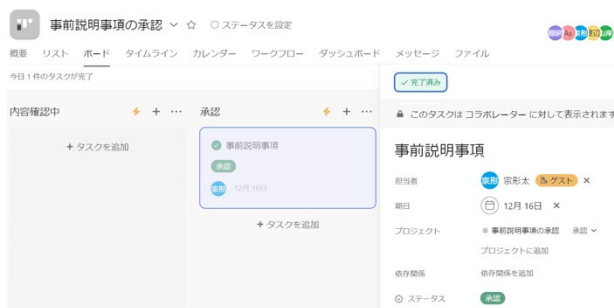 事前説明事項の承認
ステータスを設定
概要 リスト ボード タイムライン カレンダー ワークフロー ダッシュボード メッセージ ファイル
今日 1 件のタスクが完了
完了済み
内容確認中
承認
このタスクは コラボレーター に対して表示されます
+ タスクを追加
事前説明事項
承認
宗形 12月 16日
+ タスクを追加
事前説明事項
担当者 宗形 宗形太 ゲスト
期日 12月 16日
プロジェクト 事前説明事項の承認 承認
プロジェクトに追加
依存関係 依存関係を追加
ステータス 承認